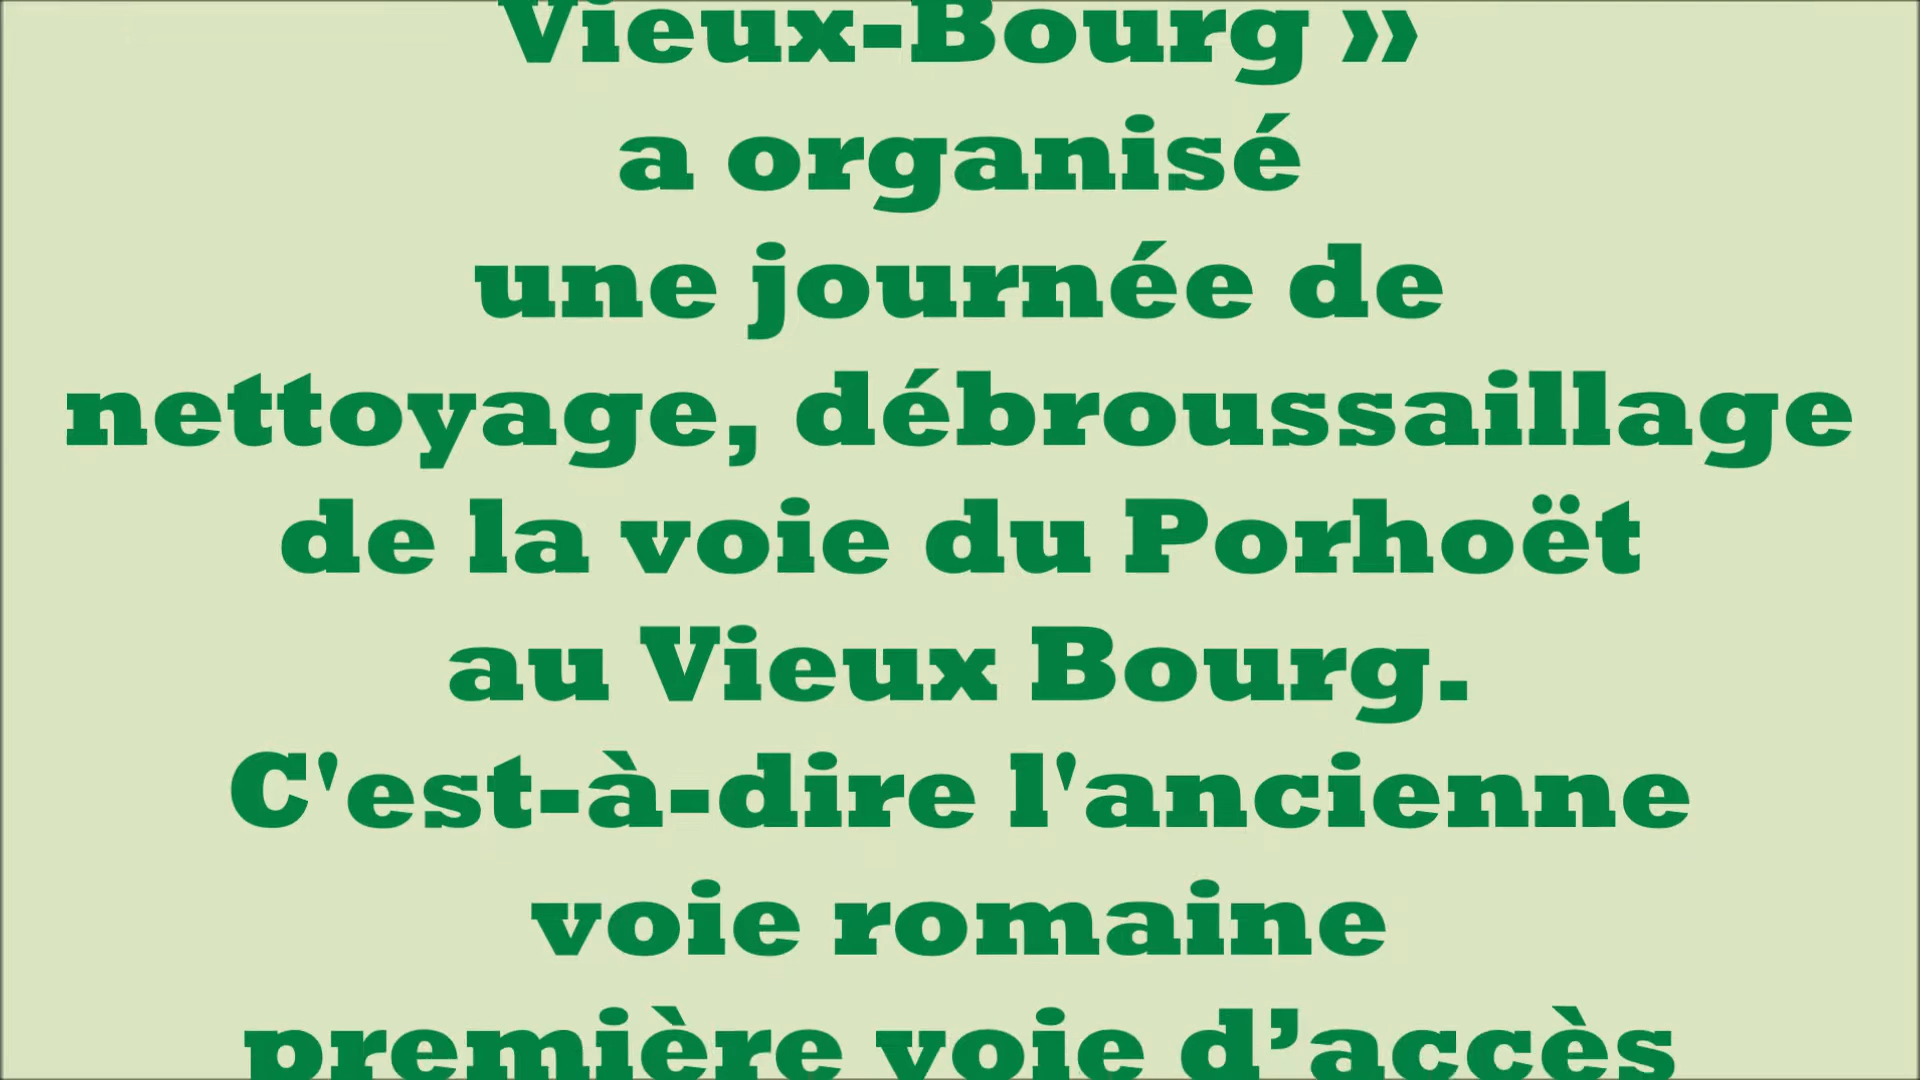 Vieux-Bourg »
a organisé
une journée de
nettoyage, débroussaillage
de la voie du Porhoët
au Vieux Bourg.
C'est-à-dire l'ancienne
voie romaine
première voie d’accès